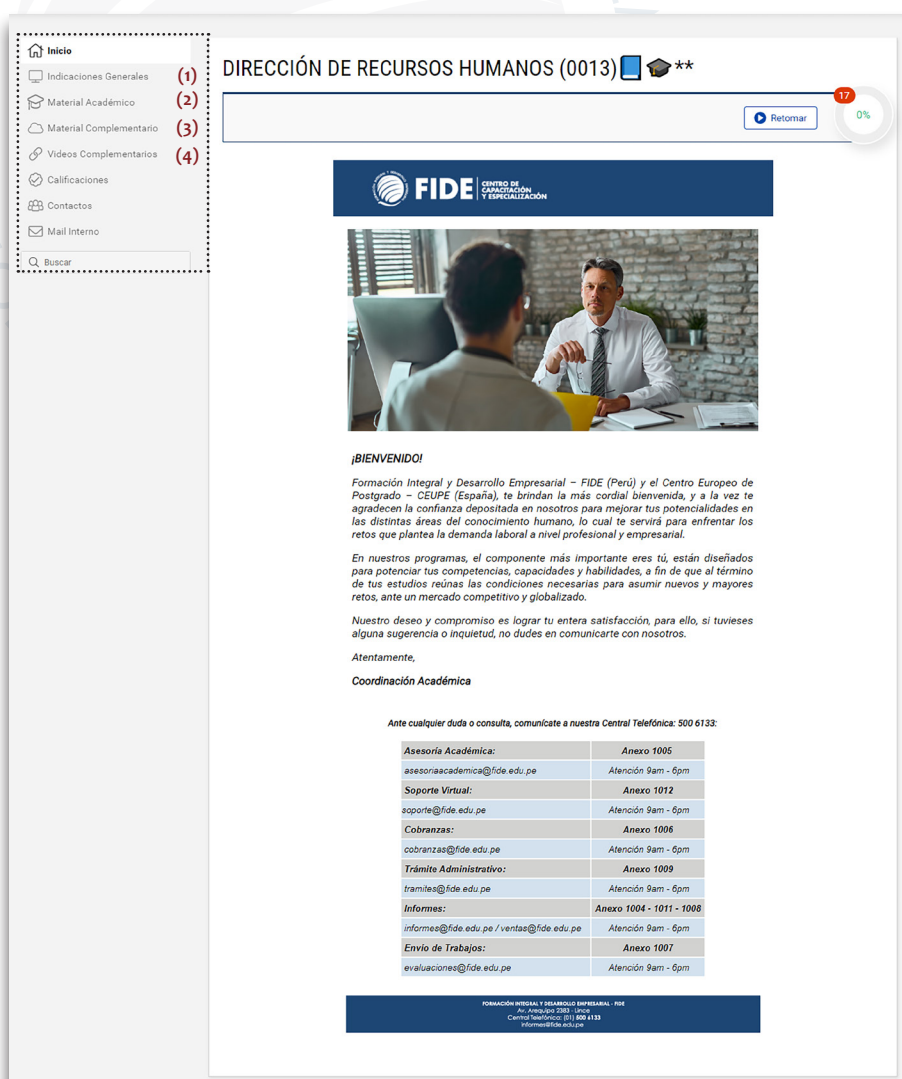 Inicio
Indicaciones Generales (1)
Material Académico (2)
Material Complementario (3)
Videos Complementarios (4)
Calificaciones
Contactos
Mail Interno
Buscar
DIRECCIÓN DE RECURSOS HUMANOS (0013)📘🎓**
Retomar
17
0%
FIDE CENTRO DE
CAPACITACIÓN
Y ESPECIALIZACIÓN
¡BIENVENIDO!
Formación Integral y Desarrollo Empresarial – FIDE (Perú) y el Centro Europeo de
Postgrado – CEUPE (España), te brindan la más cordial bienvenida, y a la vez te
agradecen la confianza depositada en nosotros para mejorar tus potencialidades en
las distintas áreas del conocimiento humano, lo cual te servirá para enfrentar los
retos que plantea la demanda laboral a nivel profesional y empresarial.
En nuestros programas, el componente más importante eres tú, están diseñados
para potenciar tus competencias, capacidades y habilidades, a fin de que al término
de tus estudios reúnas las condiciones necesarias para asumir nuevos y mayores
retos, ante un mercado competitivo y globalizado.
Nuestro deseo y compromiso es lograr tu entera satisfacción, para ello, si tuvieses
alguna sugerencia o inquietud, no dudes en comunicarte con nosotros.
Atentamente,
Coordinación Académica
Ante cualquier duda o consulta, comunícate a nuestra Central Telefónica: 500 6133:
Asesoría Académica: Anexo 1005
asesoriaacademica@fide.edu.pe Atención 9am - 6pm
Soporte Virtual: Anexo 1012
soporte@fide.edu.pe Atención 9am - 6pm
Cobranzas: Anexo 1006
cobranzas@fide.edu.pe Atención 9am - 6pm
Trámite Administrativo: Anexo 1009
tramites@fide.edu.pe Atención 9am - 6pm
Informes: Anexo 1004 - 1011 - 1008
informes@fide.edu.pe / ventas@fide.edu.pe Atención 9am - 6pm
Envío de Trabajos: Anexo 1007
evaluaciones@fide.edu.pe Atención 9am - 6pm
FORMACIÓN INTEGRAL Y DESARROLLO EMPRESARIAL - FIDE
Av. Arequipa 2383 - Lince
Central Telefónica: (01) 500 6133
informes@fide.edu.pe